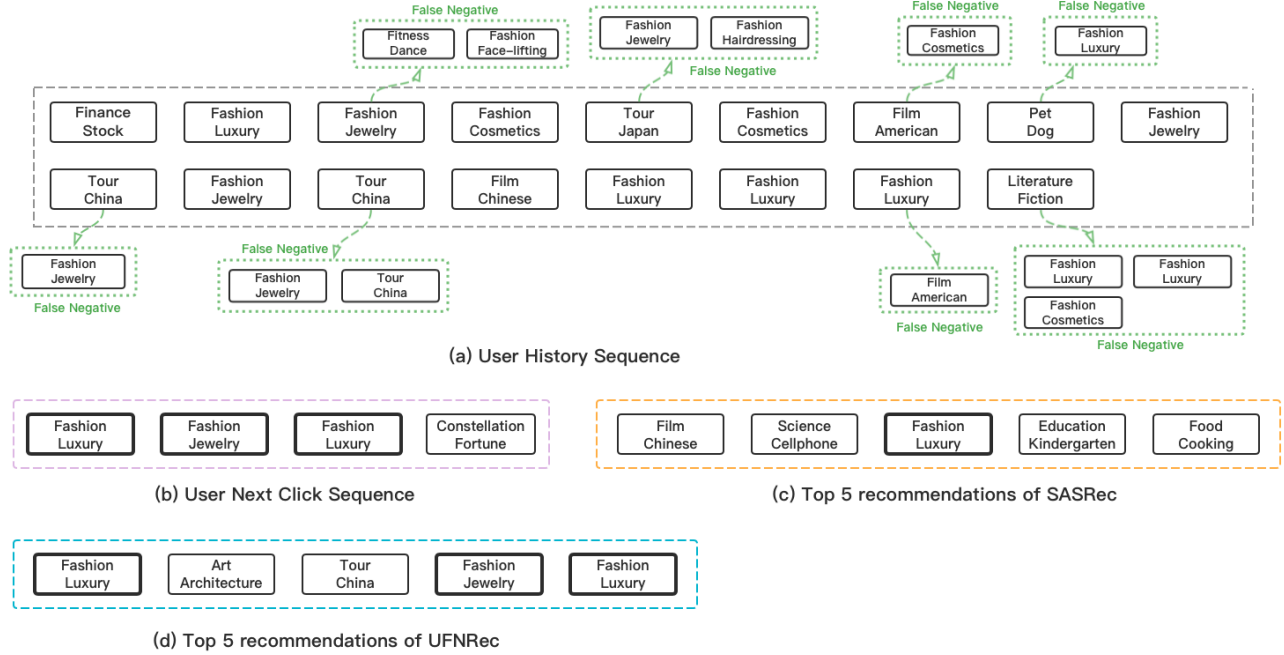 False Negative
False Negative
False Negative
Fitness
Dance
Fashion
Face-lifting
Fashion
Jewelry
Fashion
Hairdressing
Fashion
Cosmetics
Fashion
Luxury
False Negative
Finance
Stock
Fashion
Luxury
Fashion
Jewelry
Fashion
Cosmetics
Tour
Japan
Fashion
Cosmetics
Film
American
Pet
Dog
Fashion
Jewelry
Tour
China
Fashion
Jewelry
Tour
China
Film
Chinese
Fashion
Luxury
Fashion
Luxury
Fashion
Luxury
Literature
Fiction
Fashion
Jewelry
False Negative
False Negative
Fashion
Jewelry
Tour
China
Film
American
False Negative
Fashion
Luxury
Fashion
Luxury
Fashion
Cosmetics
False Negative
(a) User History Sequence
Fashion
Luxury
Fashion
Jewelry
Fashion
Luxury
Constellation
Fortune
(b) User Next Click Sequence
Film
Chinese
Science
Cellphone
Fashion
Luxury
Education
Kindergarten
Food
Cooking
(c) Top 5 recommendations of SASRec
Fashion
Luxury
Art
Architecture
Tour
China
Fashion
Jewelry
Fashion
Luxury
(d) Top 5 recommendations of UFNRec